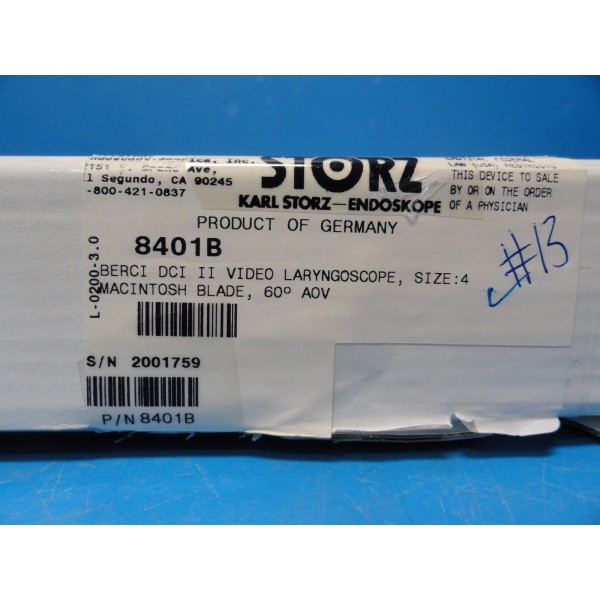 Inc.
Ave,
l Segundo, CA 90245
-800-421-0837
STORZ
KARL STORZ—ENDOSKOPE
THIS DEVICE TO SALE
BY OR ON THE ORDER
OF A PHYSICIAN
PRODUCT OF GERMANY
8401B
BERCI DCI II VIDEO LARYNGOSCOPE, SIZE:4
MACINTOSH BLADE, 60º AOV
L-0200-3.0
#13
S/N 2001759
P/N 8401B